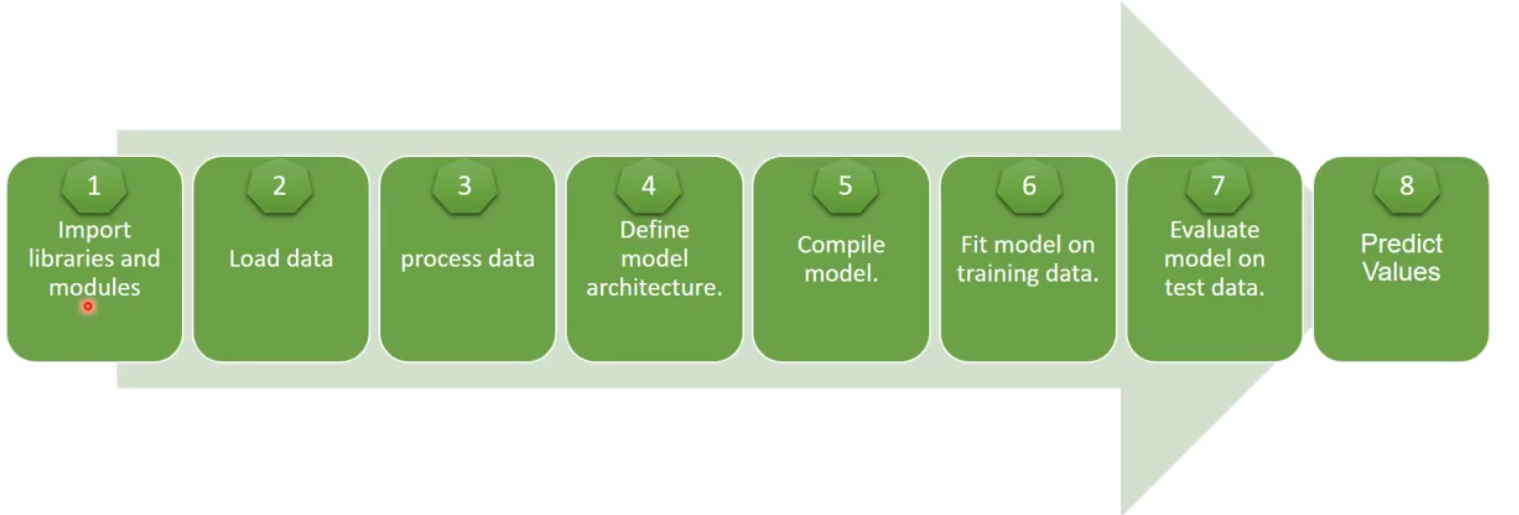 1
Import
libraries and
modules
2
Load data
3
process data
4
Define
model
architecture.
5
Compile
model.
6
Fit model on
training data.
7
Evaluate
model on
test data.
8
Predict
Values